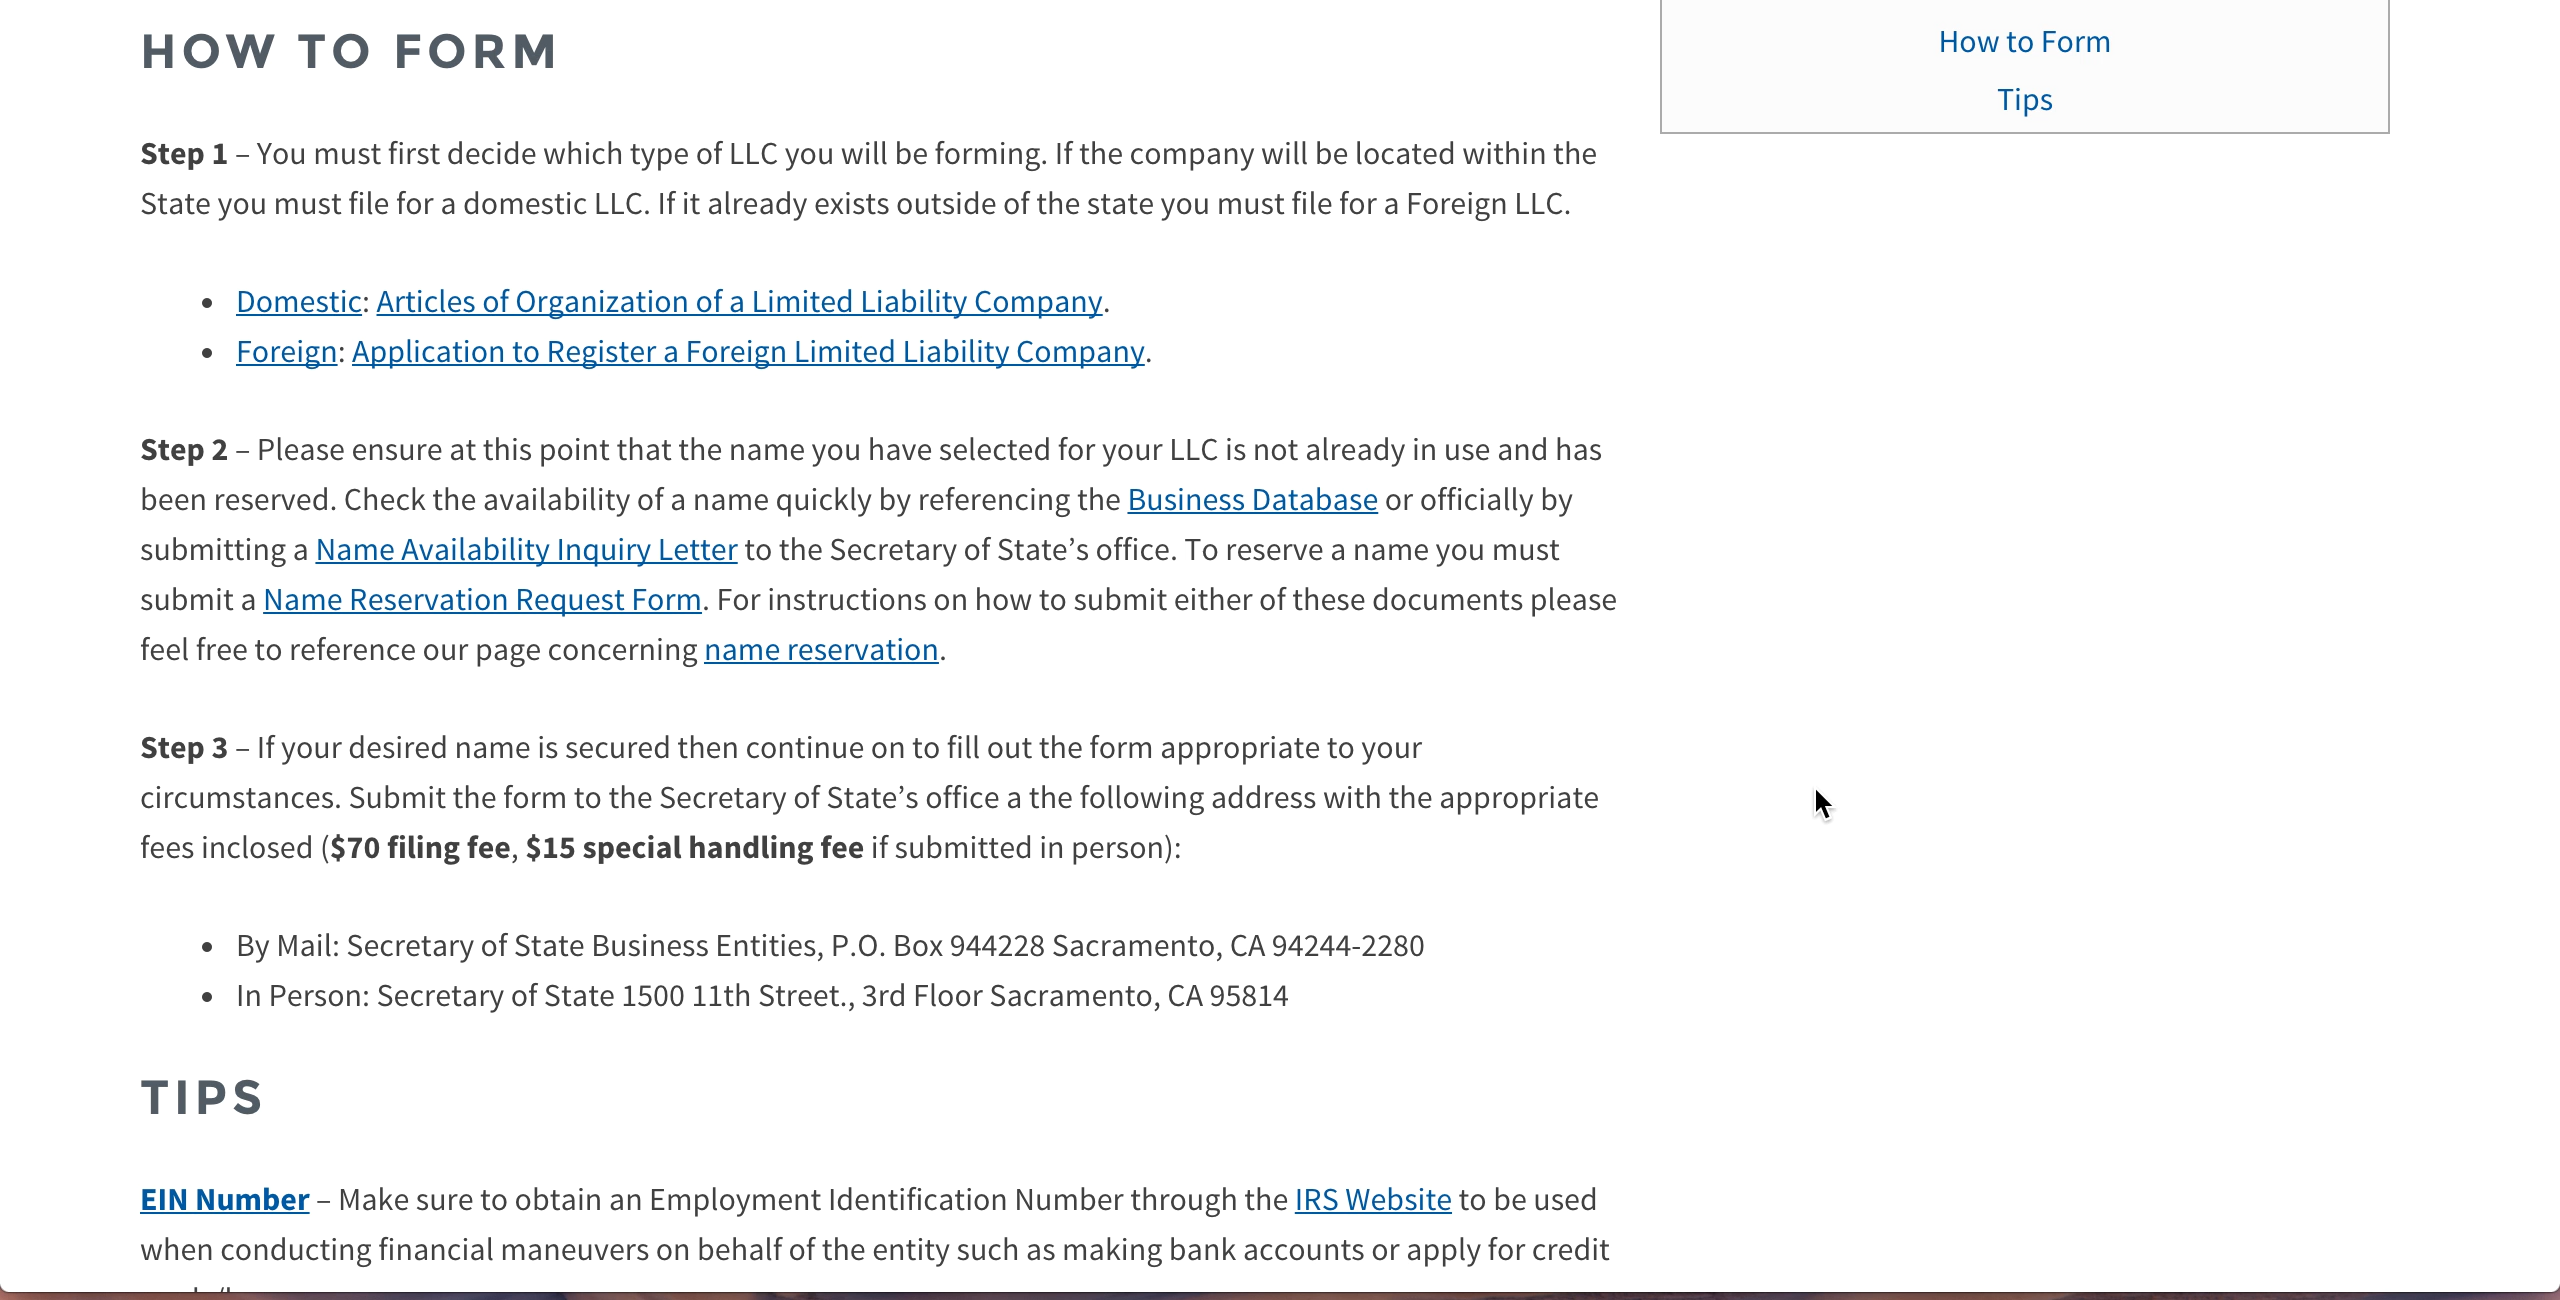 HOW TO FORM
Step 1 – You must first decide which type of LLC you will be forming. If the company will be located within the
State you must file for a domestic LLC. If it already exists outside of the state you must file for a Foreign LLC.
• Domestic: Articles of Organization of a Limited Liability Company.
• Foreign: Application to Register a Foreign Limited Liability Company.
Step 2 – Please ensure at this point that the name you have selected for your LLC is not already in use and has
been reserved. Check the availability of a name quickly by referencing the Business Database or officially by
submitting a Name Availability Inquiry Letter to the Secretary of State’s office. To reserve a name you must
submit a Name Reservation Request Form. For instructions on how to submit either of these documents please
feel free to reference our page concerning name reservation.
Step 3 – If your desired name is secured then continue on to fill out the form appropriate to your
circumstances. Submit the form to the Secretary of State’s office a the following address with the appropriate
fees inclosed ($70 filing fee, $15 special handling fee if submitted in person):
• By Mail: Secretary of State Business Entities, P.O. Box 944228 Sacramento, CA 94244-2280
• In Person: Secretary of State 1500 11th Street., 3rd Floor Sacramento, CA 95814
TIPS
EIN Number – Make sure to obtain an Employment Identification Number through the IRS Website to be used
when conducting financial maneuvers on behalf of the entity such as making bank accounts or apply for credit
How to Form
Tips